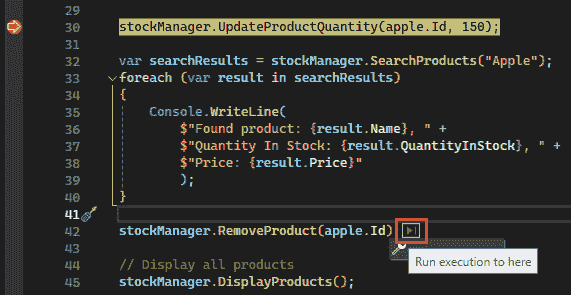 29
30 stockManager.UpdateProductQuantity(apple.Id, 150);
31
32 var searchResults = stockManager.SearchProducts("Apple");
33 foreach (var result in searchResults)
34 {
35 Console.WriteLine(
36 $"Found product: {result.Name}, " +
37 $"Quantity In Stock: {result.QuantityInStock}, " +
38 $"Price: {result.Price}"
39 );
40 }
41
42 stockManager.RemoveProduct(apple.Id)
43 Run execution to here
44 // Display all products
45 stockManager.DisplayProducts();